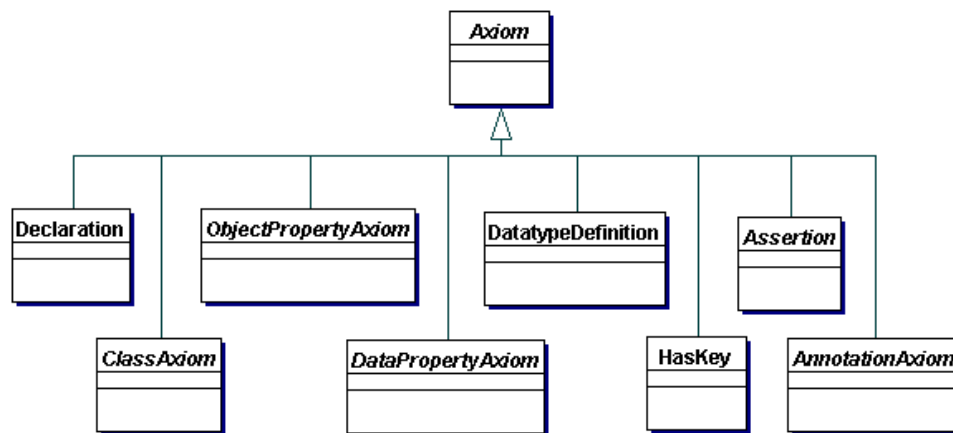 Axiom
Declaration
ObjectPropertyAxiom
DatatypeDefinition
Assertion
ClassAxiom
DataPropertyAxiom
HasKey
AnnotationAxiom